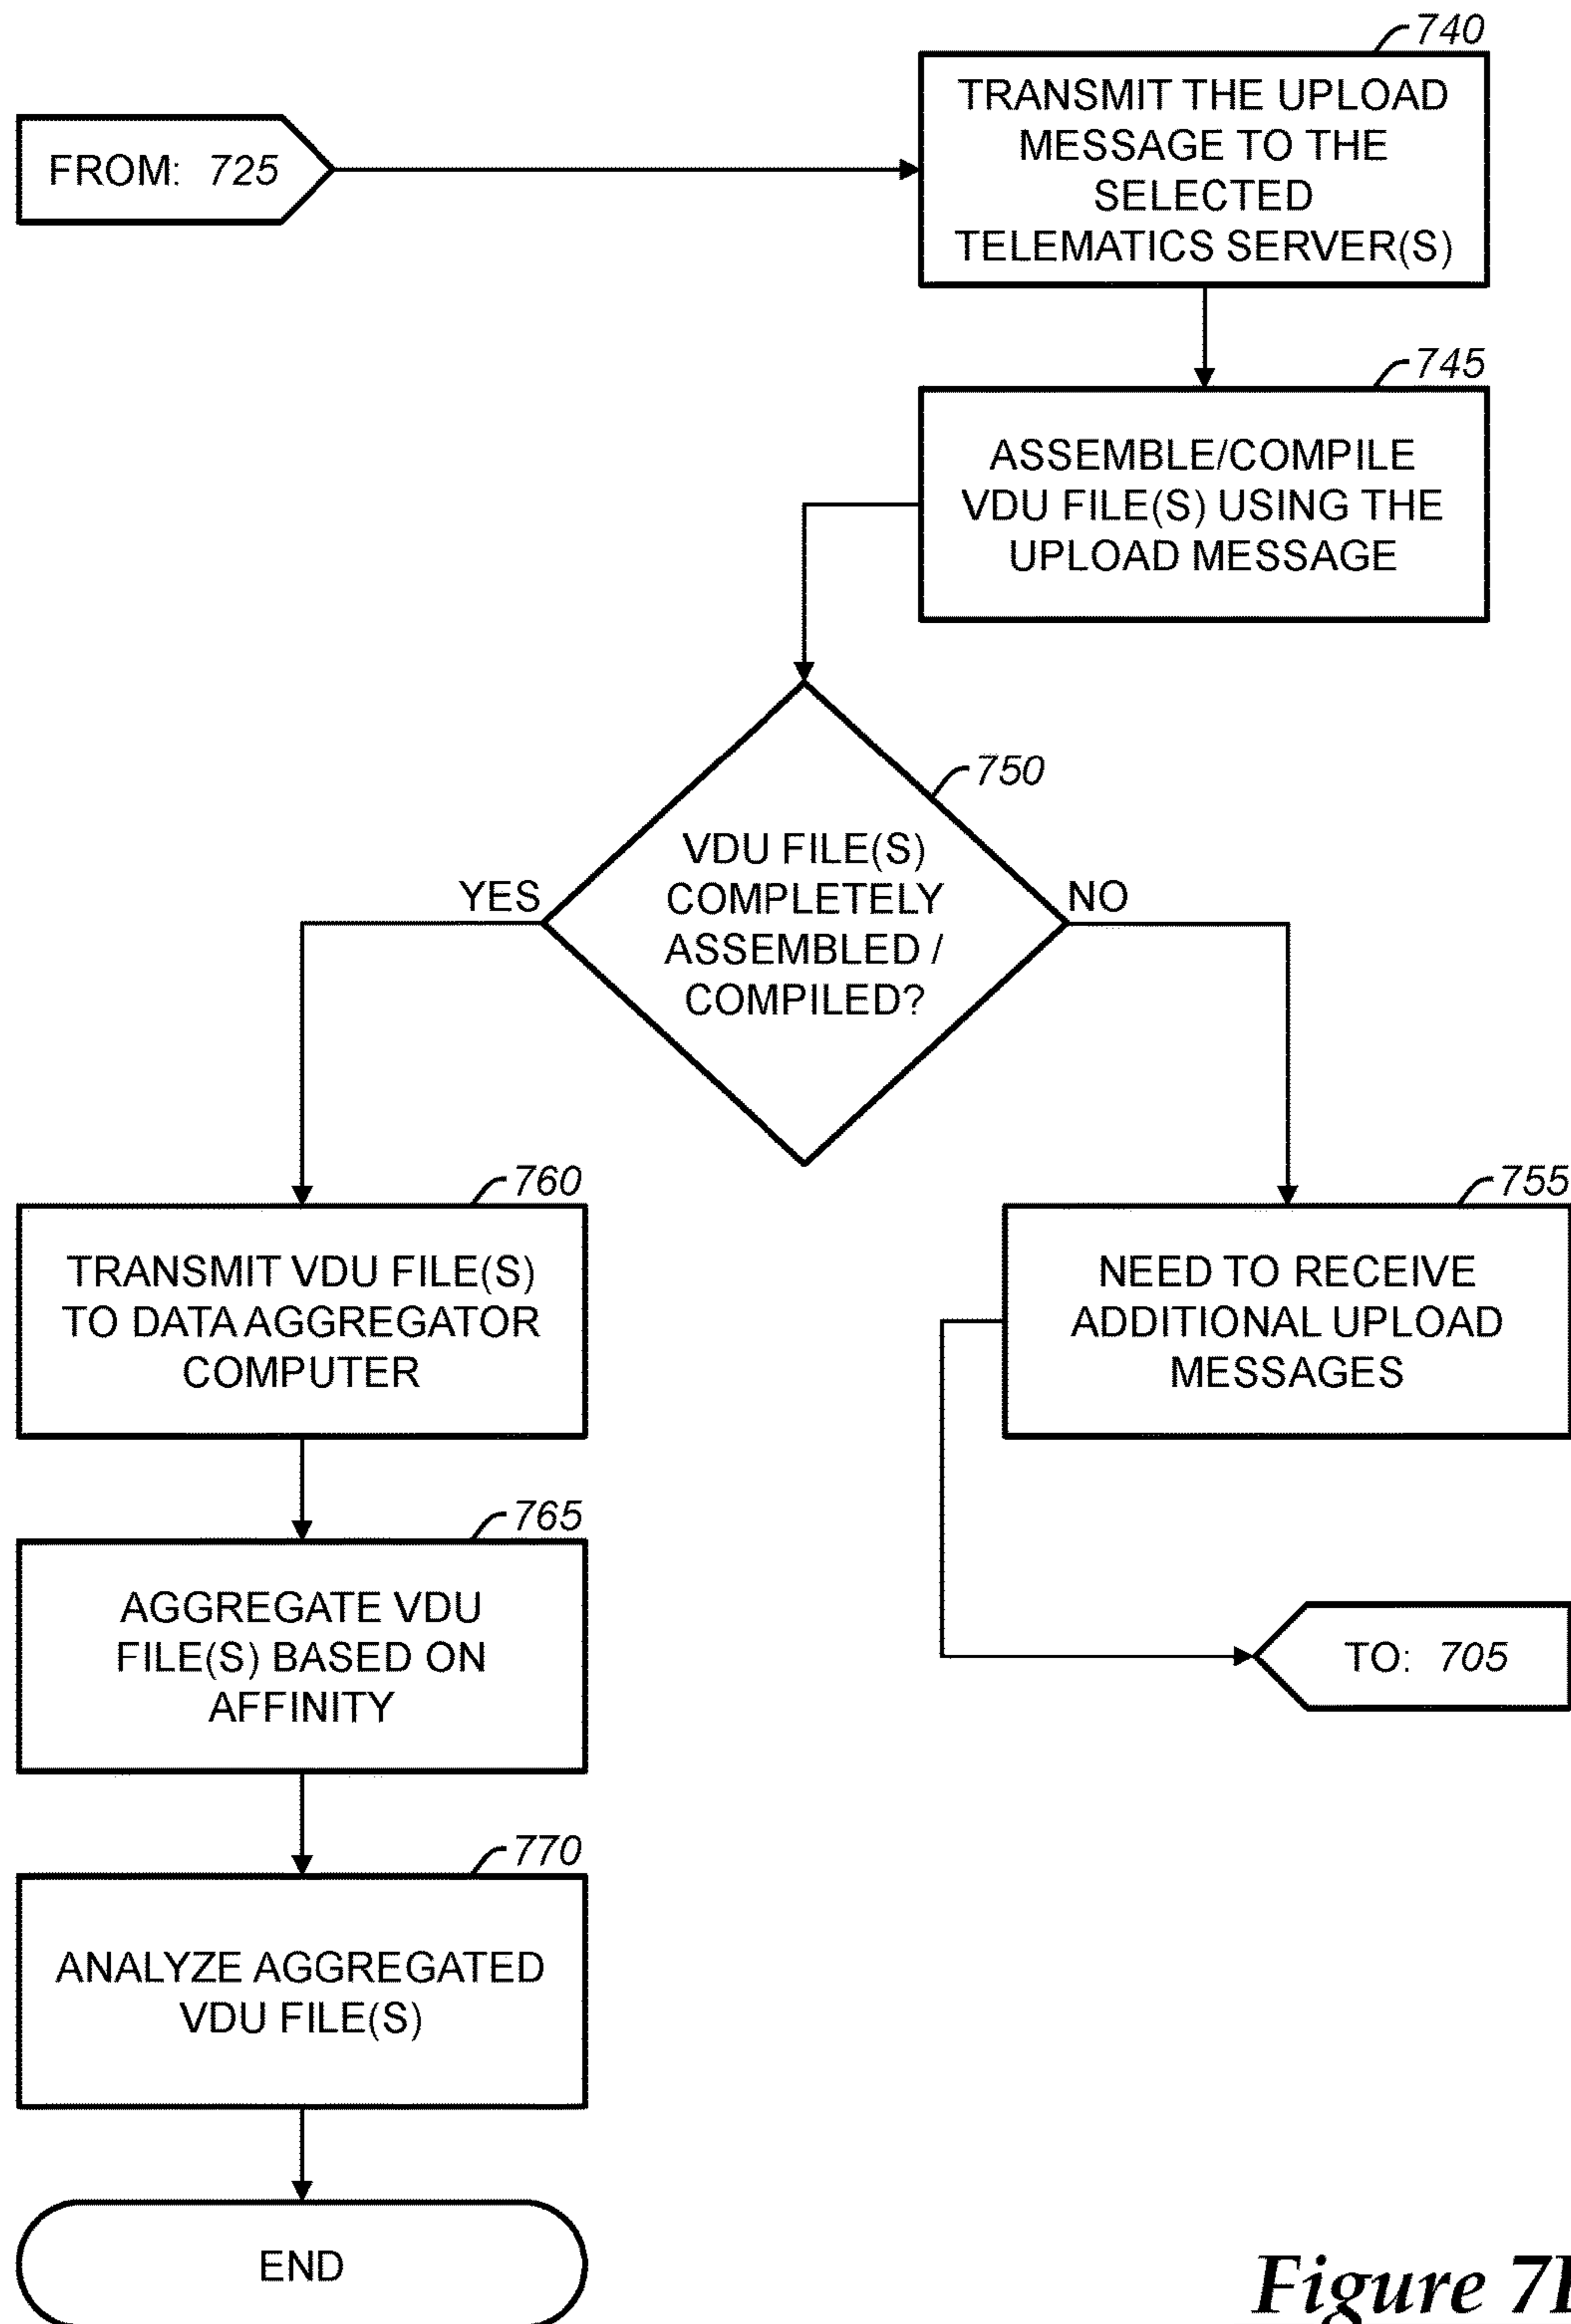 740
TRANSMIT THE UPLOAD
MESSAGE TO THE
SELECTED
TELEMATICS SERVER(S)
FROM: 725
745
ASSEMBLE/COMPILE
VDU FILE(S) USING THE
UPLOAD MESSAGE
750
VDU FILE(S)
COMPLETELY
ASSEMBLED /
COMPILED?
YES
NO
760
TRANSMIT VDU FILE(S)
TO DATA AGGREGATOR
COMPUTER
755
NEED TO RECEIVE
ADDITIONAL UPLOAD
MESSAGES
765
AGGREGATE VDU
FILE(S) BASED ON
AFFINITY
TO: 705
770
ANALYZE AGGREGATED
VDU FILE(S)
END
Figure